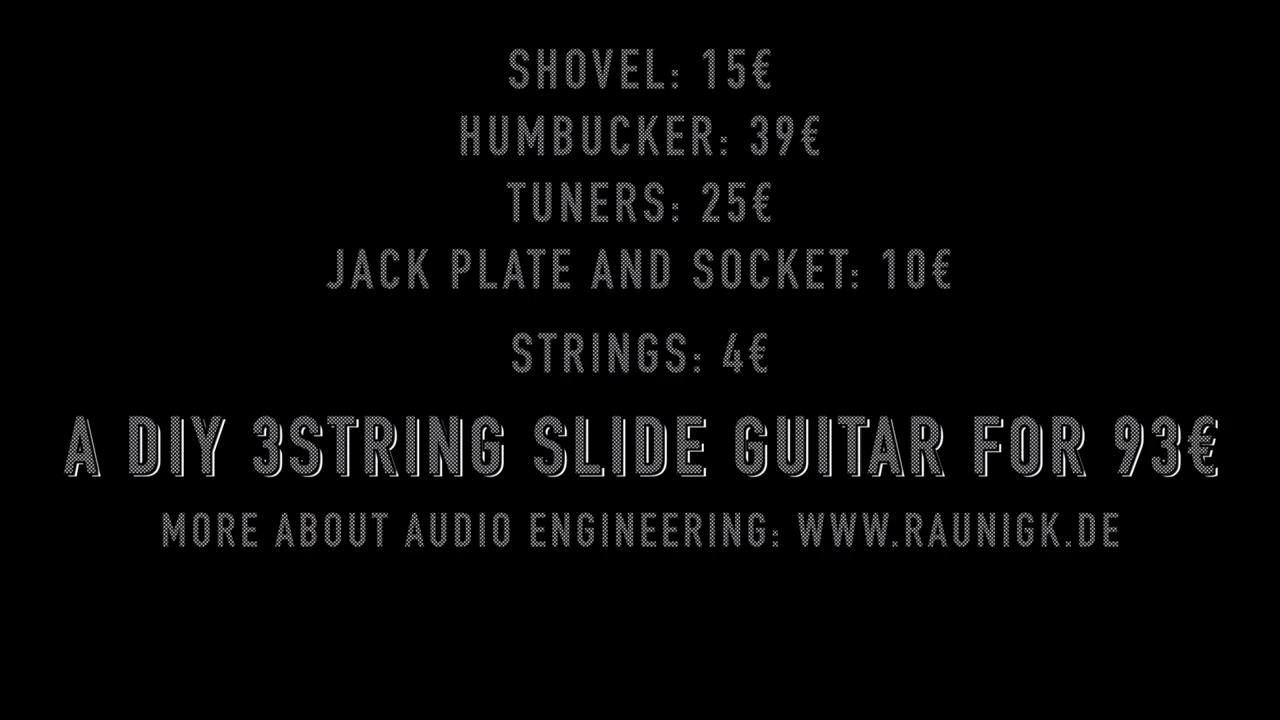 SHOVEL: 15€
HUMBUCKER: 39€
TUNERS: 25€
JACK PLATE AND SOCKET: 10€
STRINGS: 4€
A DIY 3STRING SLIDE GUITAR FOR 93€
MORE ABOUT AUDIO ENGINEERING: WWW.RAUNIGK.DE